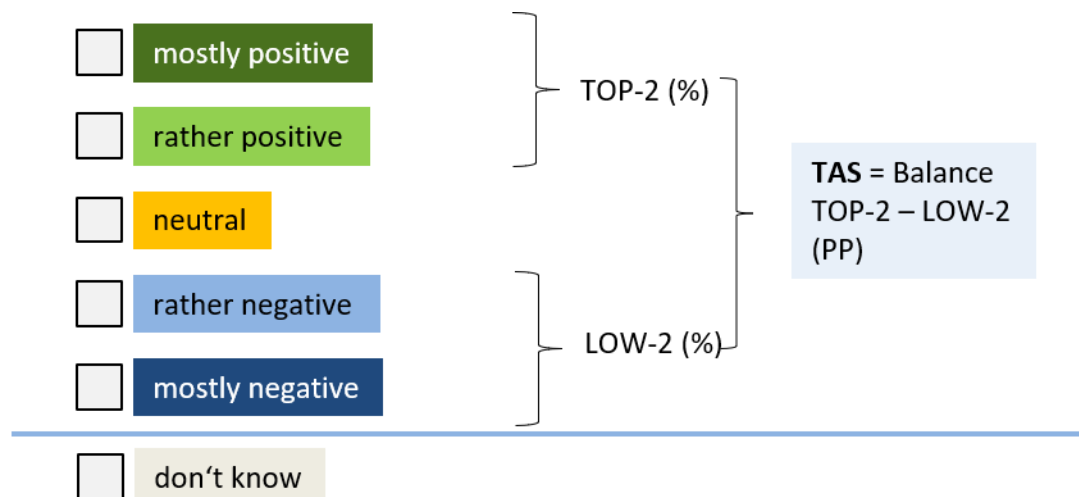 mostly positive
rather positive
TOP-2 (%)
neutral
TAS = Balance
TOP-2 – LOW-2
(PP)
rather negative
LOW-2 (%)
mostly negative
don‘t know